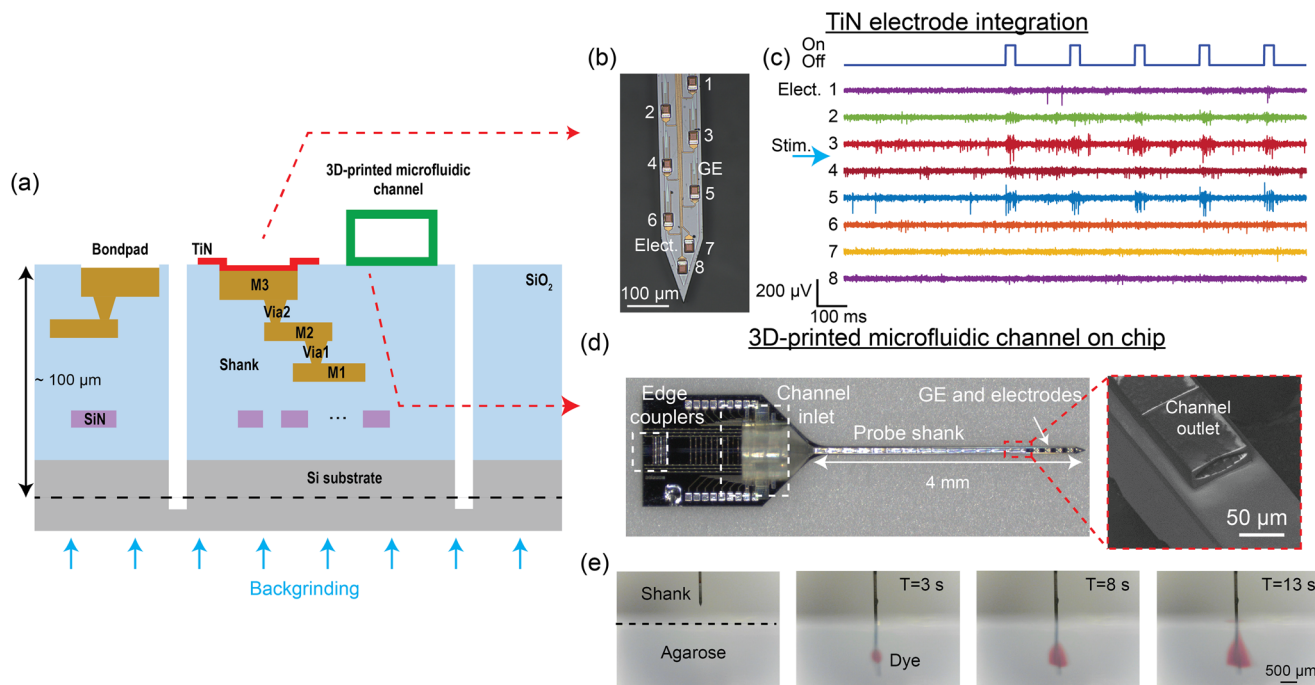 (a)
3D-printed microfluidic
channel
Bondpad
TiN
M3
SiO2
Via2
M2
Via1
Shank
M1
~ 100 µm
SiN
...
Si substrate
Backgrinding
TiN electrode integration
(b)
1
2
3
4
GE
5
6
Elect.
7
8
100 µm
(c)
On
Off
Elect. 1
2
3
Stim.
4
5
6
7
8
200 µV
100 ms
3D-printed microfluidic channel on chip
(d)
Edge
couplers
Channel
inlet
GE and electrodes
Probe shank
4 mm
Channel
outlet
50 µm
(e)
Shank
Agarose
T=3 s
Dye
T=8 s
T=13 s
500 µm